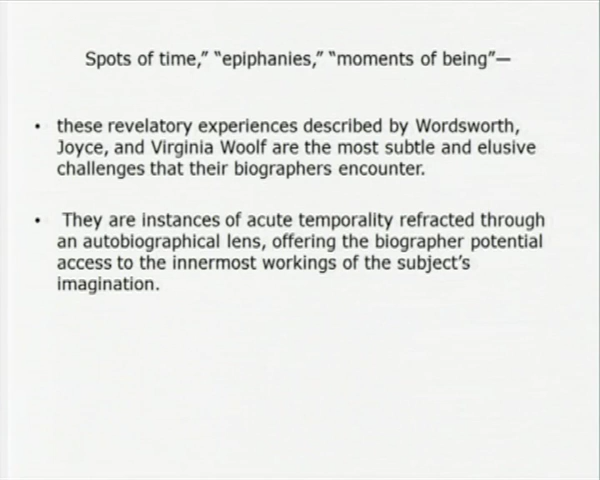 Spots of time,” “epiphanies,” “moments of being”—
• these revelatory experiences described by Wordsworth,
Joyce, and Virginia Woolf are the most subtle and elusive
challenges that their biographers encounter.
• They are instances of acute temporality refracted through
an autobiographical lens, offering the biographer potential
access to the innermost workings of the subject’s
imagination.